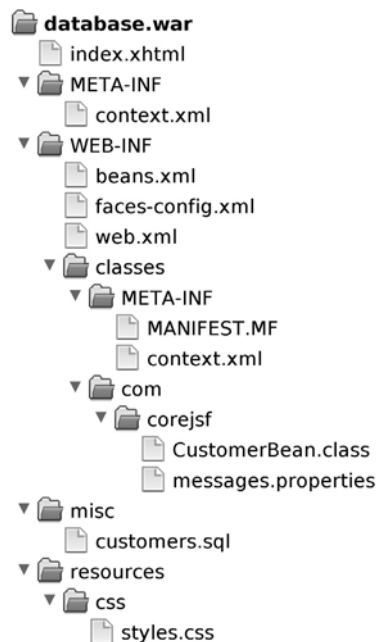 database.war
index.xhtml
META-INF
context.xml
WEB-INF
beans.xml
faces-config.xml
web.xml
classes
META-INF
MANIFEST.MF
context.xml
com
corejsf
CustomerBean.class
messages.properties
misc
customers.sql
resources
css
styles.css